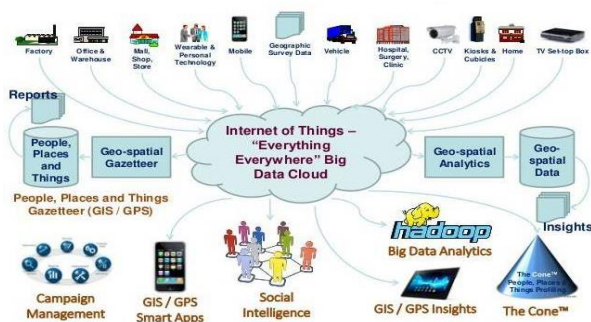 Factory
Office &
Warehouse
Mall,
Shop,
Store
Wearable &
Personal
Technology
Mobile
Geographic
Survey Data
Vehicle
Hospital,
Surgery,
Clinic
CCTV
Kiosks &
Cubicles
Home
TV Set-top Box
Reports
People,
Places
and
Things
Geo-spatial
Gazetteer
Internet of Things –
“Everything
Everywhere” Big
Data Cloud
Geo-spatial
Analytics
Geo-
spatial
Data
People, Places and Things
Gazetteer (GIS / GPS)
Insights
Campaign
Management
GIS / GPS
Smart Apps
Social
Intelligence
hadoop
Big Data Analytics
GIS / GPS Insights
The Cone™
People, Places &
Things Profiling
The Cone™